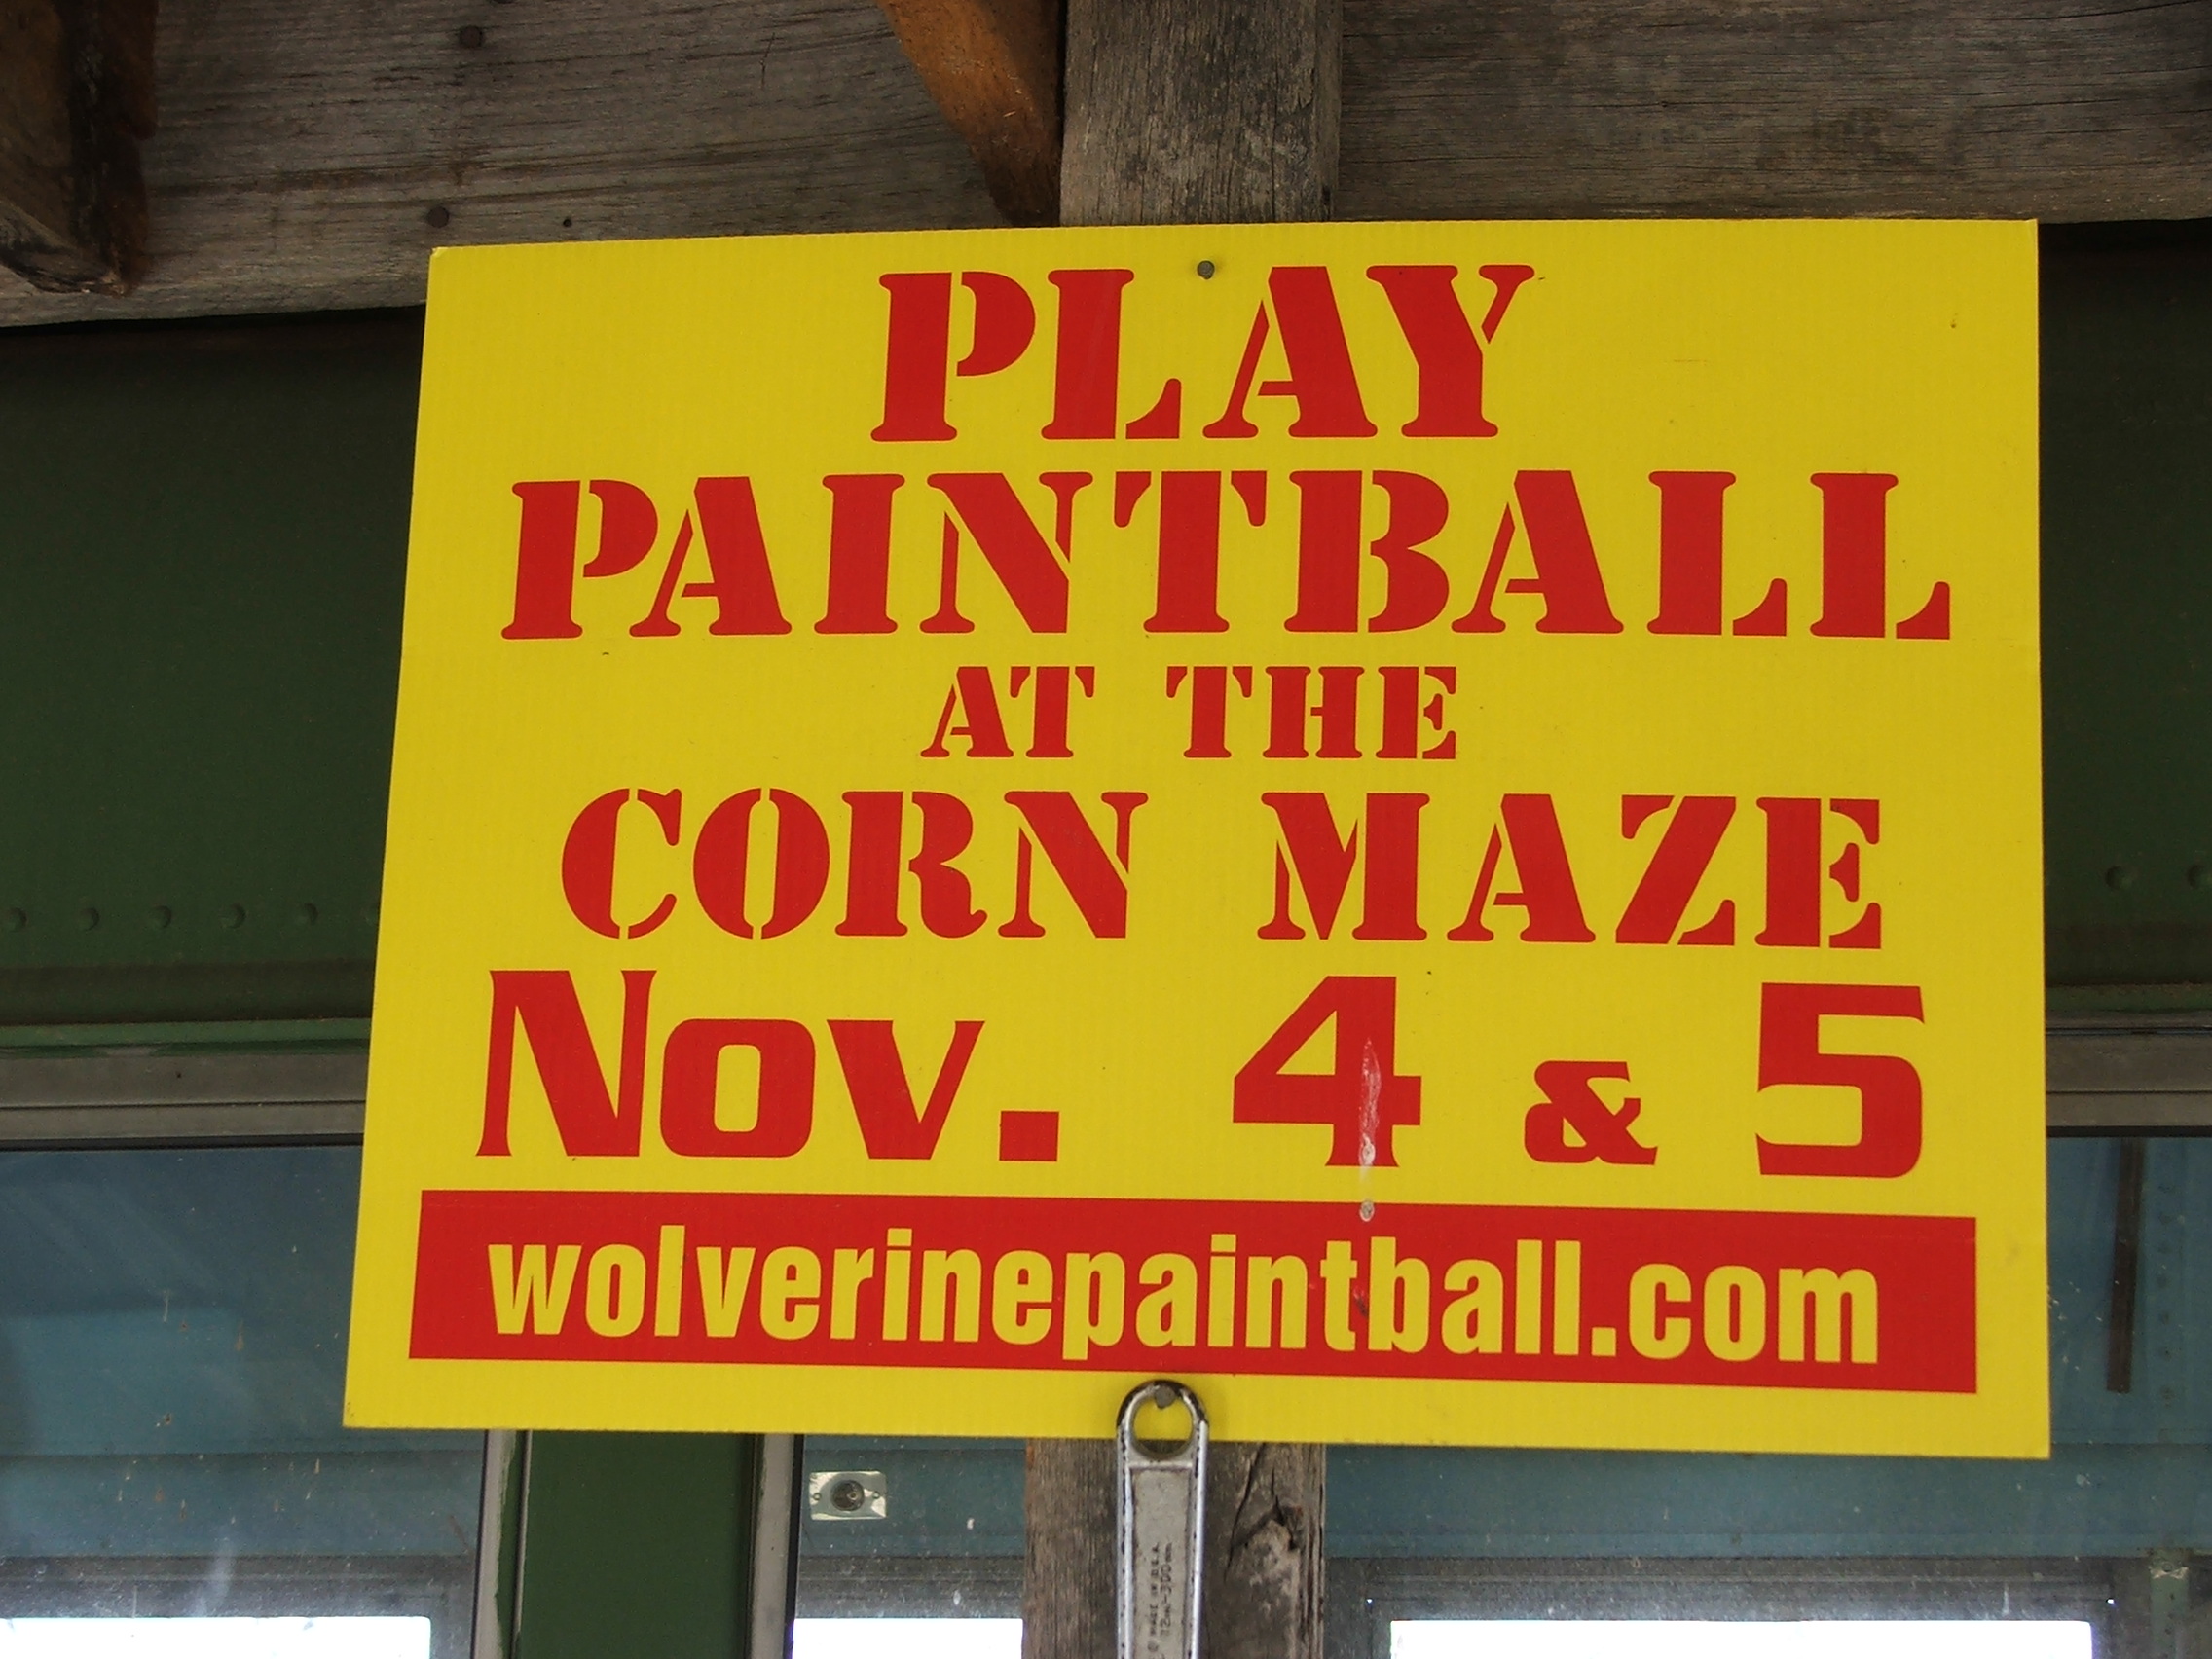 PLAY
PAINTBALL
AT THE
CORN MAZE
Nov. 4 & 5
wolverinepaintball.com